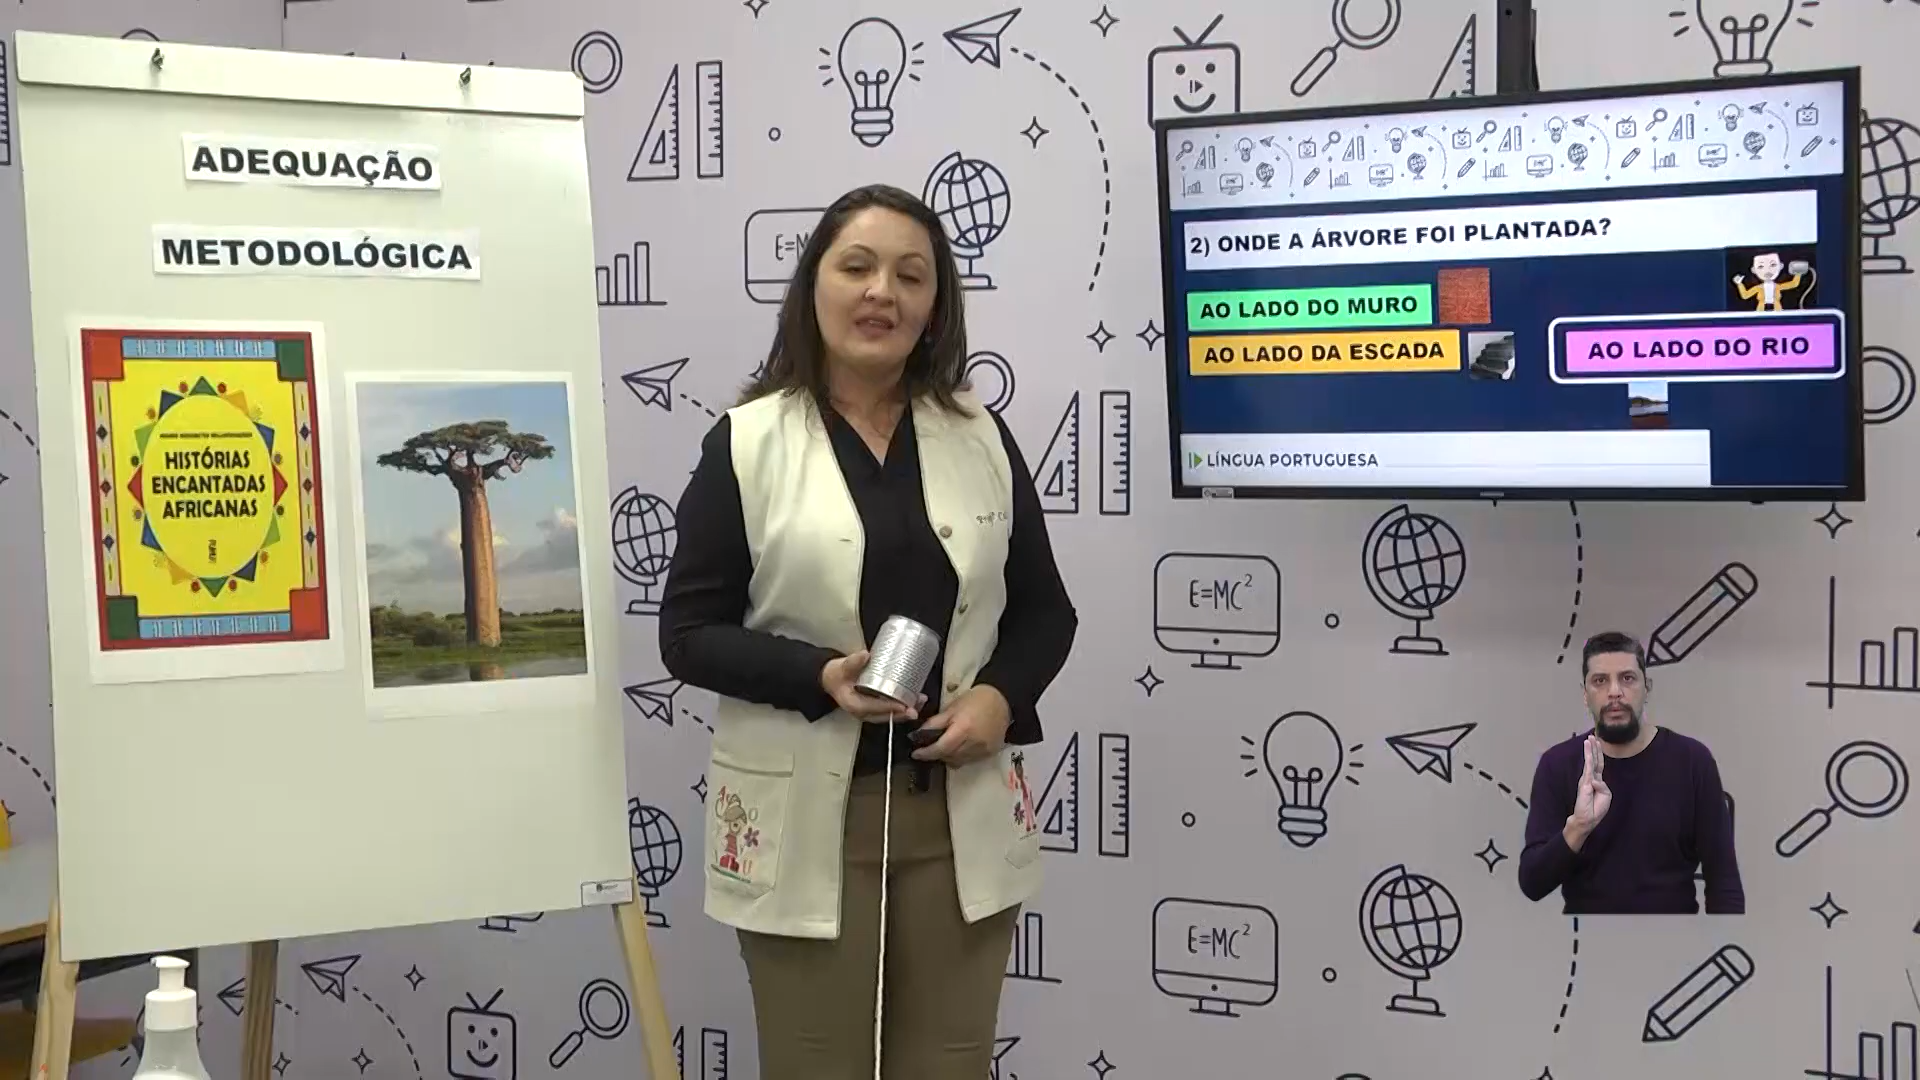 ADEQUAÇÃO
METODOLÓGICA
HISTÓRIAS
ENCANTADAS
AFRICANAS
2) ONDE A ÁRVORE FOI PLANTADA?
AO LADO DO MURO
AO LADO DA ESCADA
AO LADO DO RIO
LÍNGUA PORTUGUESA
E=M
E=MC²
E=MC²